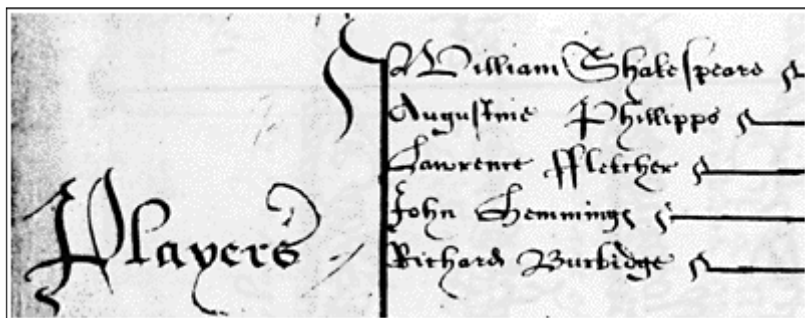 Players
William Shakespeare
Augustine Phillipps
Lawrence ffletcher
John Hemminges
Richard Burbidge